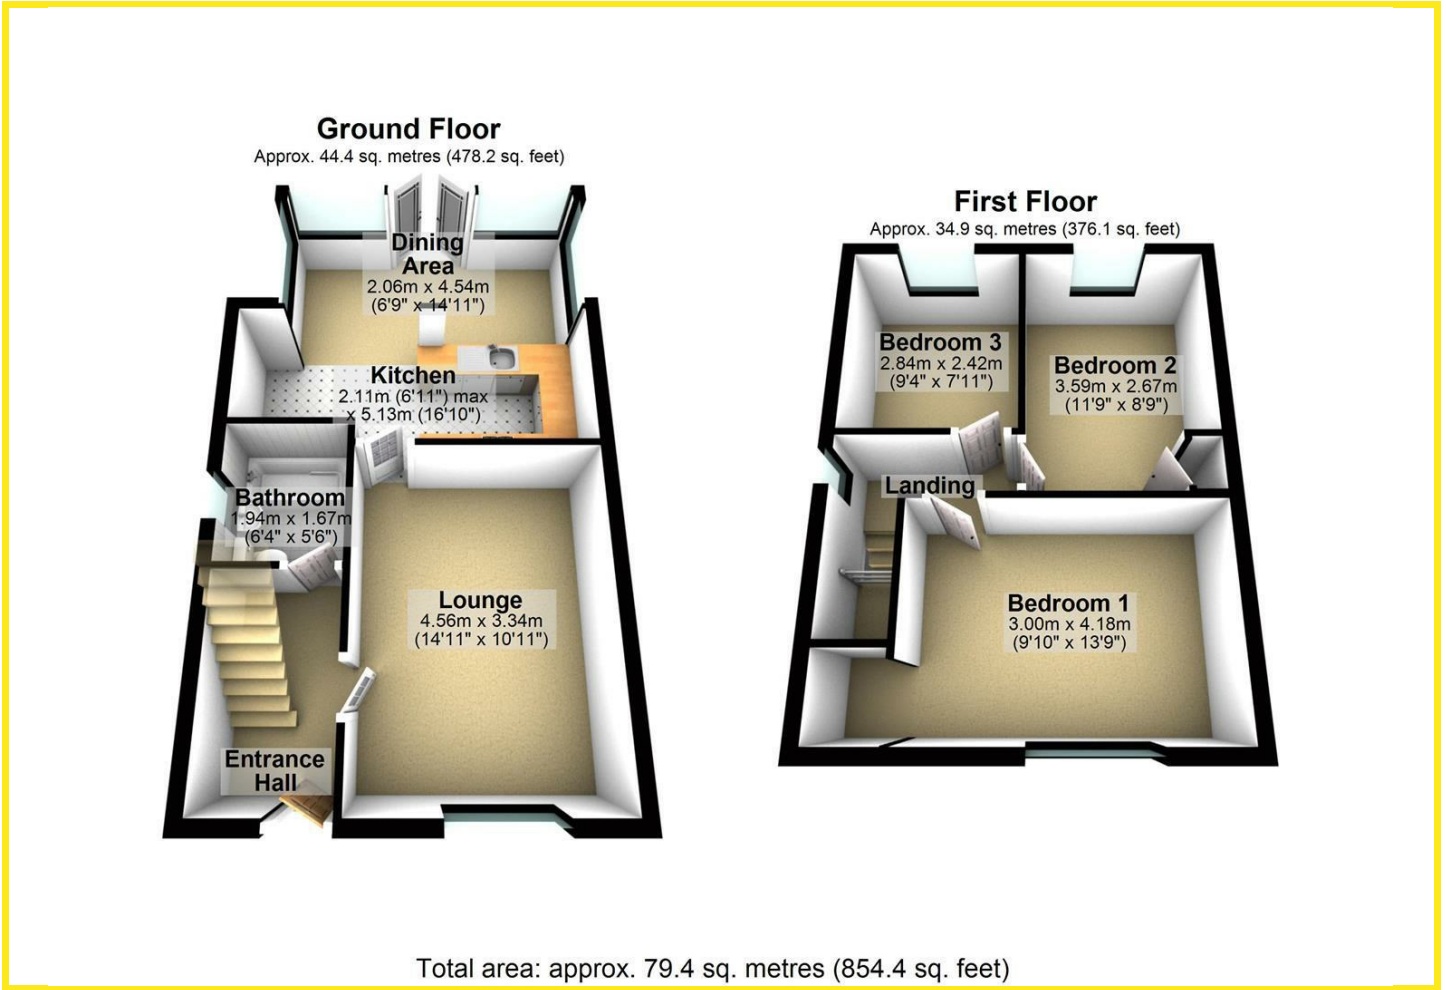 Ground Floor
Approx. 44.4 sq. metres (478.2 sq. feet)
Dining
Area
2.06m x 4.54m
(6'9" x 14'11")
Kitchen
2.11m (6'11") max
x 5.13m (16'10")
Bathroom
1.94m x 1.67m
(6'4" x 5'6")
Lounge
4.56m x 3.34m
(14'11" x 10'11")
Entrance
Hall
First Floor
Approx. 34.9 sq. metres (376.1 sq. feet)
Bedroom 3
2.84m x 2.42m
(9'4" x 7'11")
Bedroom 2
3.59m x 2.67m
(11'9" x 8'9")
Landing
Bedroom 1
3.00m x 4.18m
(9'10" x 13'9")
Total area: approx. 79.4 sq. metres (854.4 sq. feet)